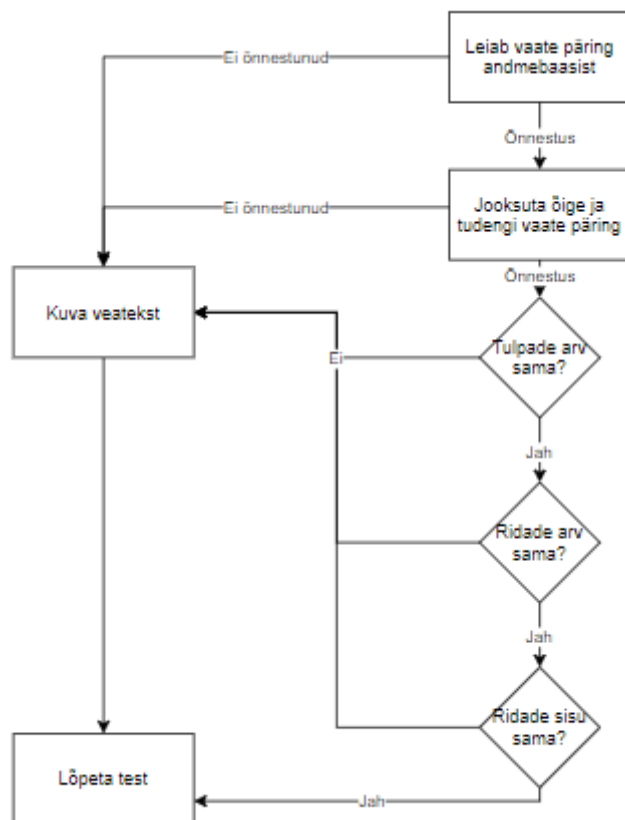 Leiab vaate päring
andmebaasist
Ei õnnestunud
Õnnestus
Jooksuta õige ja
tudengi vaate päring
Ei õnnestunud
Õnnestus
Kuva veatekst
Tulpade arv
sama?
Ei
Jah
Ridade arv
sama?
Jah
Ridade sisu
sama?
Lõpeta test
Jah